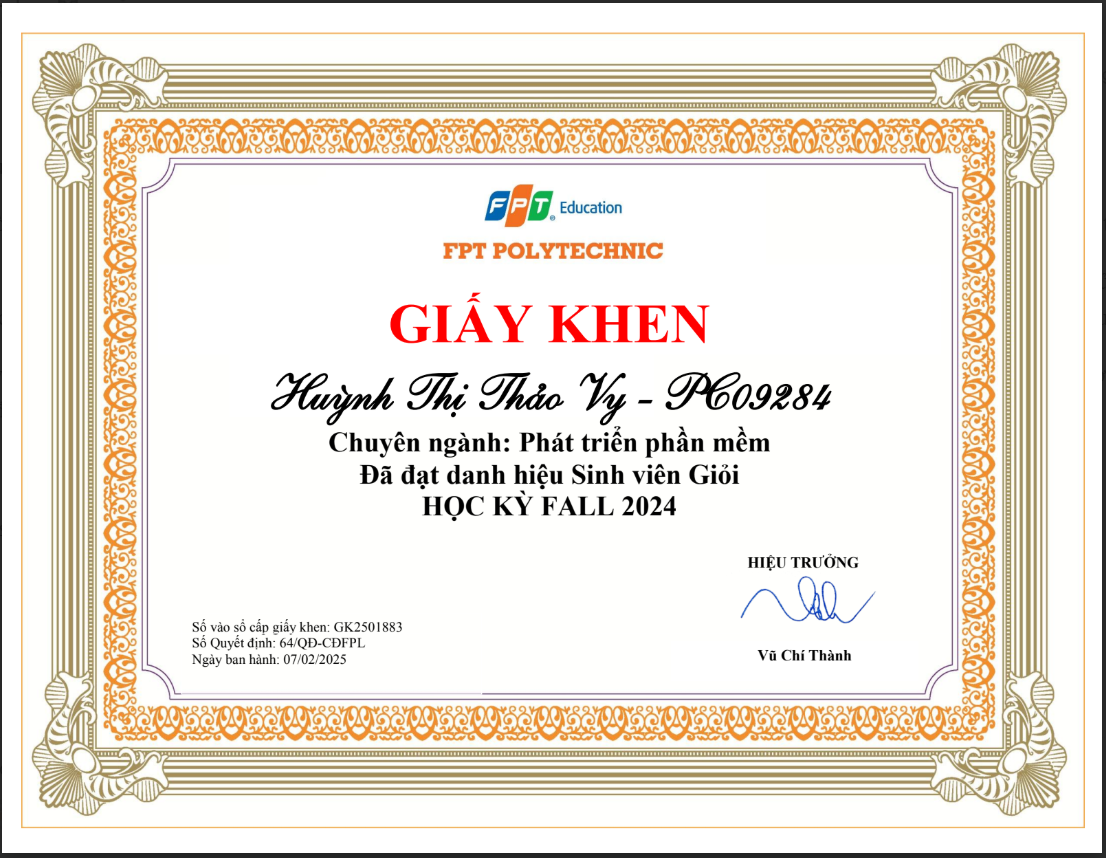 FPT Education
FPT POLYTECHNIC
GIẤY KHEN
Huỳnh Thị Thảo Vy - PC09284
Chuyên ngành: Phát triển phần mềm
Đã đạt danh hiệu Sinh viên Giỏi
HỌC KỲ FALL 2024
HIỆU TRƯỞNG
Vũ Chí Thành
Số vào sổ cấp giấy khen: GK2501883
Số Quyết định: 64/QĐ-CĐFPL
Ngày ban hành: 07/02/2025